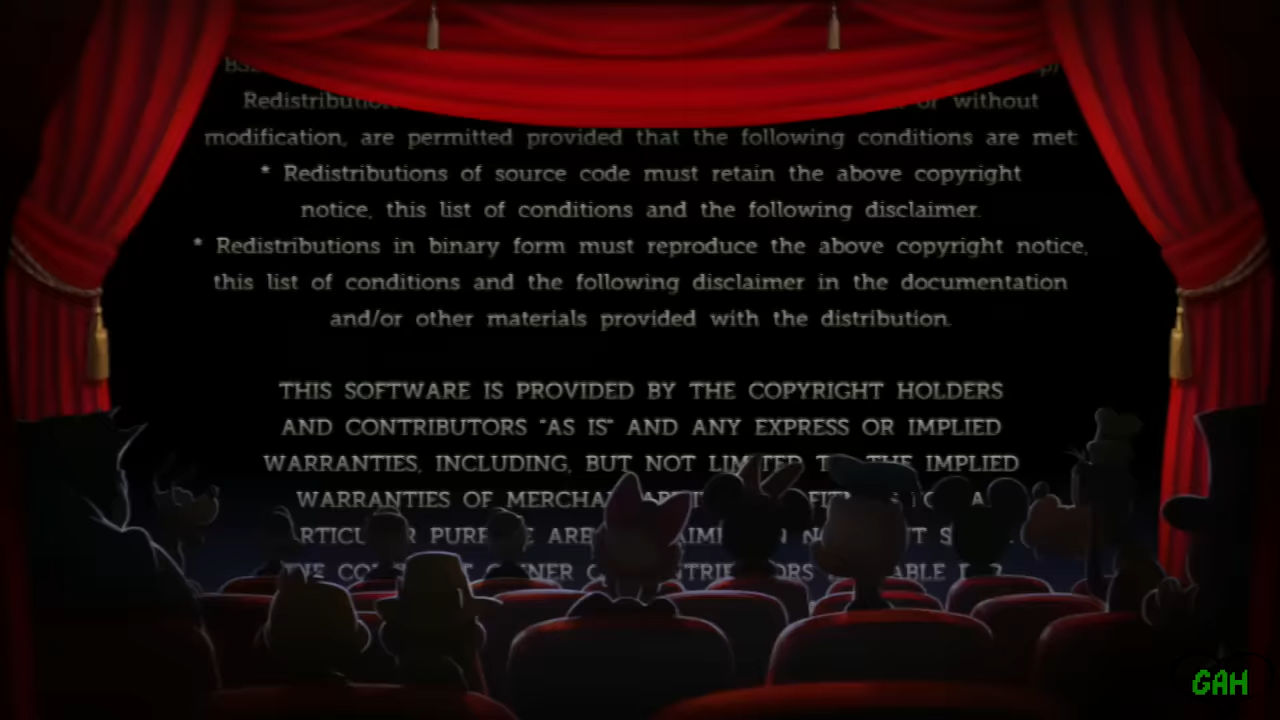 Redistribution or without
modification, are permitted provided that the following conditions are met:
* Redistributions of source code must retain the above copyright
notice, this list of conditions and the following disclaimer.
* Redistributions in binary form must reproduce the above copyright notice,
this list of conditions and the following disclaimer in the documentation
and/or other materials provided with the distribution.
THIS SOFTWARE IS PROVIDED BY THE COPYRIGHT HOLDERS
AND CONTRIBUTORS "AS IS" AND ANY EXPRESS OR IMPLIED
WARRANTIES, INCLUDING, BUT NOT LIMITED TO, THE IMPLIED
WARRANTIES OF
ARE
GAH